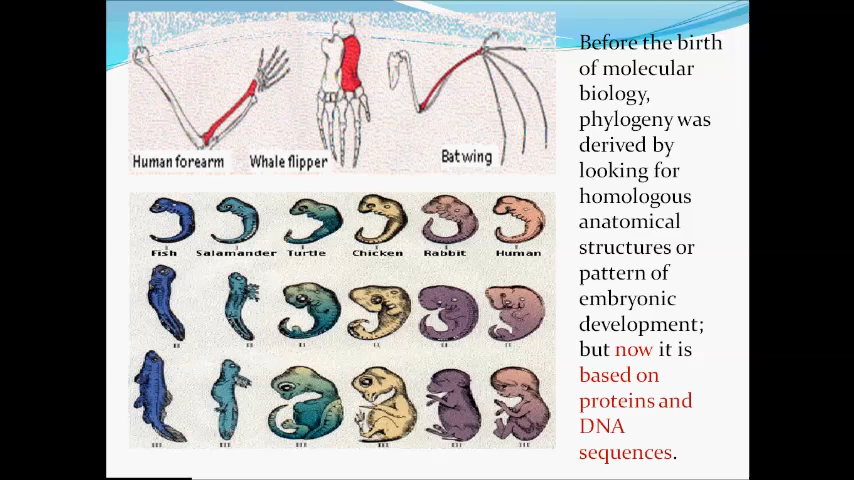 Human forearm
Whale flipper
Bat wing
Fish
Salamander
Turtle
Chicken
Rabbit
Human
Before the birth
of molecular
biology,
phylogeny was
derived by
looking for
homologous
anatomical
structures or
pattern of
embryonic
development;
but now it is
based on
proteins and
DNA
sequences.